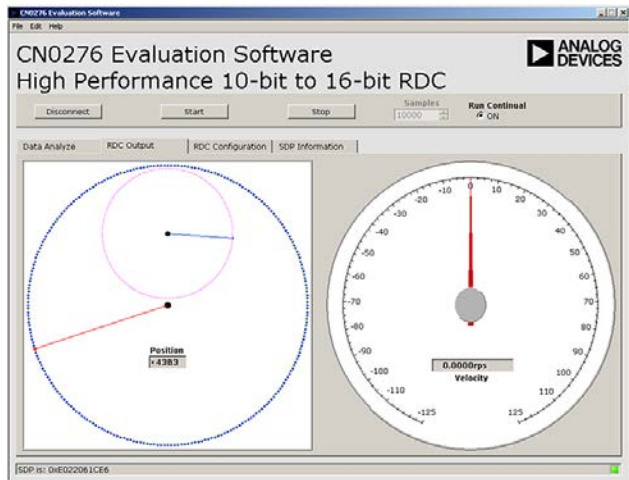 CN0276 Evaluation Software
File Edit Help
CN0276 Evaluation Software
High Performance 10-bit to 16-bit RDC
ANALOG
DEVICES
Disconnect
Start
Stop
Samples
10000
Run Continual
ON
Data Analyze
RDC Output
RDC Configuration
SDP Information
Position
x4383
-125
-110
-100
-90
-80
-70
-60
-50
-40
-30
-20
-10
0
10
20
30
40
50
60
70
80
90
100
110
125
0.0000rps
Velocity
SDP is: 0xE022061CE6